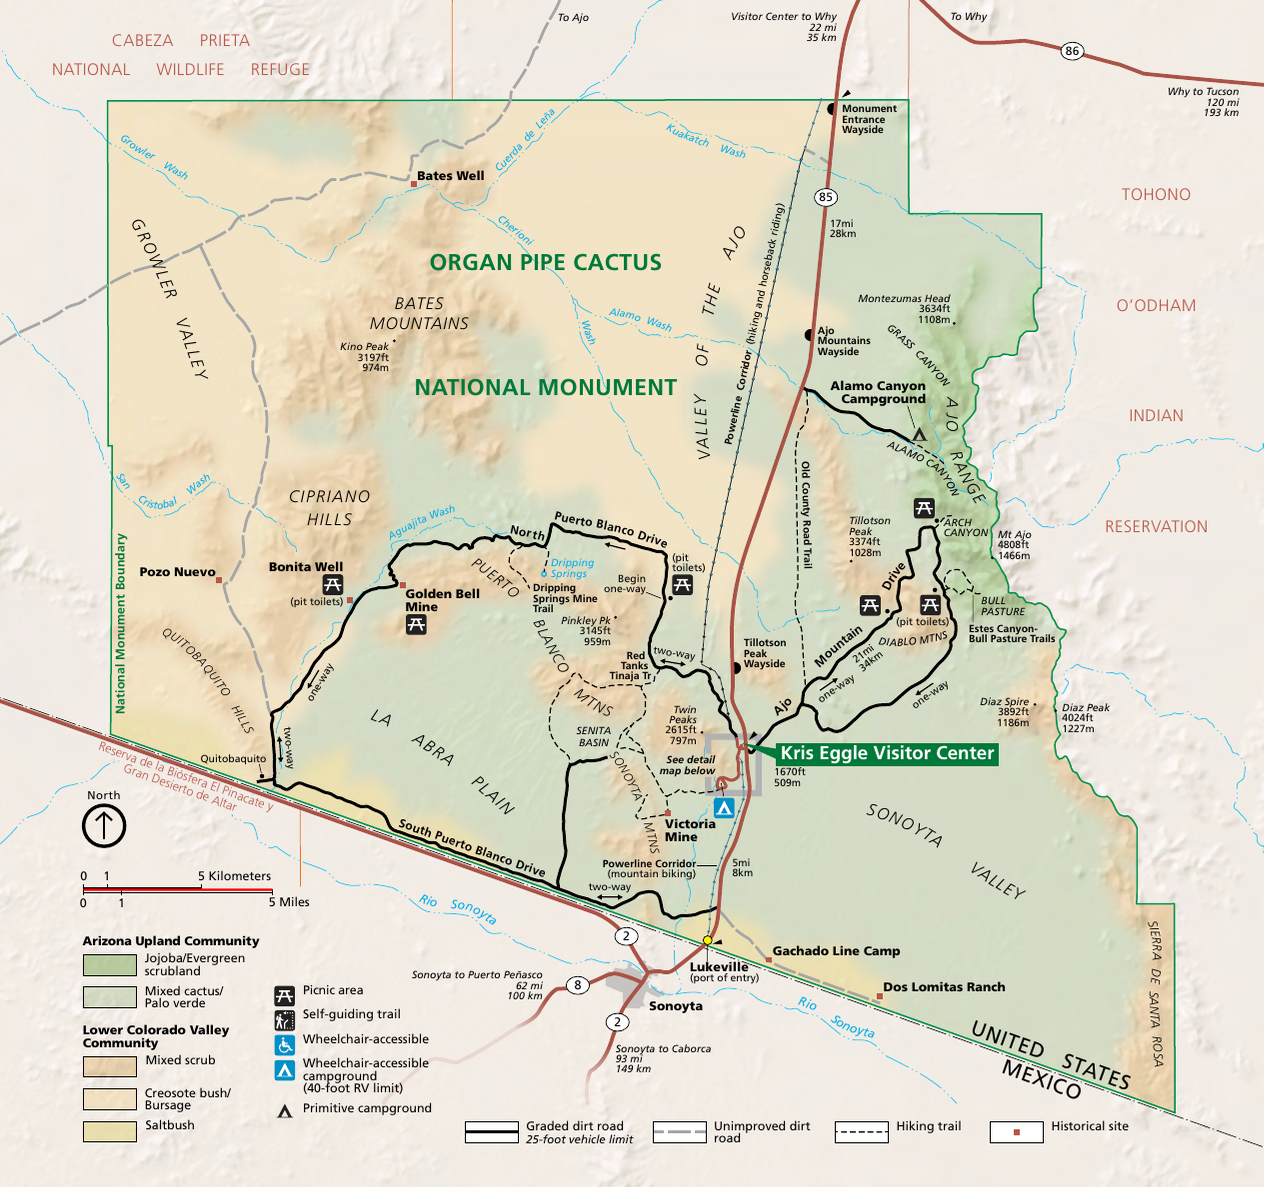 To Ajo
Visitor Center to Why
22 mi
35 km
To Why
86
Why to Tucson
120 mi
193 km
CABEZA PRIETA
NATIONAL WILDLIFE REFUGE
Monument
Entrance
Wayside
Growler Wash
Cuerda de Leña
Kuakatch Wash
Bates Well
85
17mi
28km
TOHONO
O'ODHAM
INDIAN
RESERVATION
GROWLER VALLEY
Cherioni
Wash
ORGAN PIPE CACTUS
NATIONAL MONUMENT
BATES
MOUNTAINS
Kino Peak
3197ft
974m
Alamo Wash
VALLEY OF THE AJO
Powerline Corridor (hiking and horseback riding)
Montezumas Head
3634ft
1108m
Ajo
Mountains
Wayside
GRASS CANYON
AJO RANGE
Alamo Canyon
Campground
ALAMO CANYON
Old County Road Trail
San Cristobal Wash
CIPRIANO
HILLS
Aguajita Wash
North Puerto Blanco Drive
(pit
toilets)
Begin
one-way
Tillotson
Peak
3374ft
1028m
ARCH
CANYON
Mt Ajo
4808ft
1466m
National Monument Boundary
Pozo Nuevo
Bonita Well
(pit toilets)
Golden Bell
Mine
PUERTO
BLANCO
MTNS
Dripping
Springs
Dripping
Springs Mine
Trail
Pinkley Pk
3145ft
959m
Red
Tanks
Tinaja Tr
two-way
Tillotson
Peak
Wayside
Ajo Mountain Drive
21mi
34km
one-way
one-way
(pit toilets)
DIABLO MTNS
BULL
PASTURE
Estes Canyon-
Bull Pasture Trails
QUITOBAQUITO HILLS
one-way
two-way
Quitobaquito
LA ABRA PLAIN
SENITA
BASIN
SONOYTA
MTNS
Twin
Peaks
2615ft
797m
See detail
map below
Kris Eggle Visitor Center
1670ft
509m
Diaz Spire
3892ft
1186m
Diaz Peak
4024ft
1227m
Reserva de la Biósfera El Pinacate y
Gran Desierto de Altar
South Puerto Blanco Drive
Victoria
Mine
Powerline Corridor
(mountain biking)
5mi
8km
two-way
SONOYTA VALLEY
SIERRA DE SANTA ROSA
North
0 1 5 Kilometers
0 1 5 Miles
Rio Sonoyta
2
8
2
Sonoyta to Puerto Peñasco
62 mi
100 km
Sonoyta
Sonoyta to Caborca
93 mi
149 km
Lukeville
(port of entry)
Gachado Line Camp
Dos Lomitas Ranch
Rio Sonoyta
UNITED STATES
MEXICO
Arizona Upland Community
Jojoba/Evergreen
scrubland
Mixed cactus/
Palo verde
Lower Colorado Valley
Community
Mixed scrub
Creosote bush/
Bursage
Saltbush
Picnic area
Self-guiding trail
Wheelchair-accessible
Wheelchair-accessible
campground
(40-foot RV limit)
Primitive campground
Graded dirt road
25-foot vehicle limit
Unimproved dirt
road
Hiking trail
Historical site